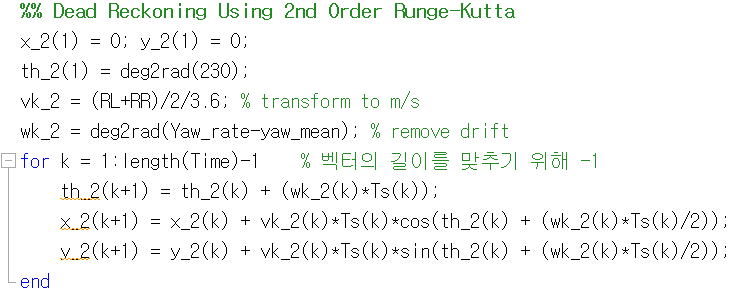 %% Dead Reckoning Using 2nd Order Runge-Kutta
x_2(1) = 0; y_2(1) = 0;
th_2(1) = deg2rad(230);
vk_2 = (RL+RR)/2/3.6; % transform to m/s
wk_2 = deg2rad(Yaw_rate-yaw_mean); % remove drift
for k = 1:length(Time)-1 % 벡터의 길이를 맞추기 위해 -1
th_2(k+1) = th_2(k) + (wk_2(k)*Ts(k));
x_2(k+1) = x_2(k) + vk_2(k)*Ts(k)*cos(th_2(k) + (wk_2(k)*Ts(k)/2));
y_2(k+1) = y_2(k) + vk_2(k)*Ts(k)*sin(th_2(k) + (wk_2(k)*Ts(k)/2));
end